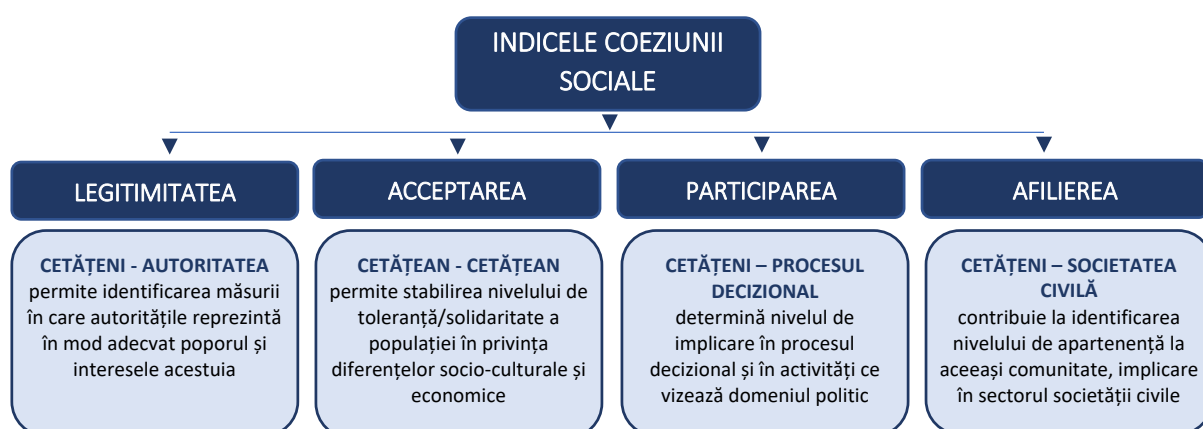 INDICELE COEZIUNII
SOCIALE
LEGITIMITATEA
CETĂȚENI - AUTORITATEA
permite identificarea măsurii
în care autoritățile reprezintă
în mod adecvat poporul și
interesele acestuia
ACCEPTAREA
CETĂȚEAN - CETĂȚEAN
permite stabilirea nivelului de
toleranță/solidaritate a
populației în privința
diferențelor socio-culturale și
economice
PARTICIPAREA
CETĂȚENI – PROCESUL
DECIZIONAL
determină nivelul de
implicare în procesul
decizional și în activități ce
vizează domeniul politic
AFILIEREA
CETĂȚENI – SOCIETATEA
CIVILĂ
contribuie la identificarea
nivelului de apartenență la
aceeași comunitate, implicare
în sectorul societății civile